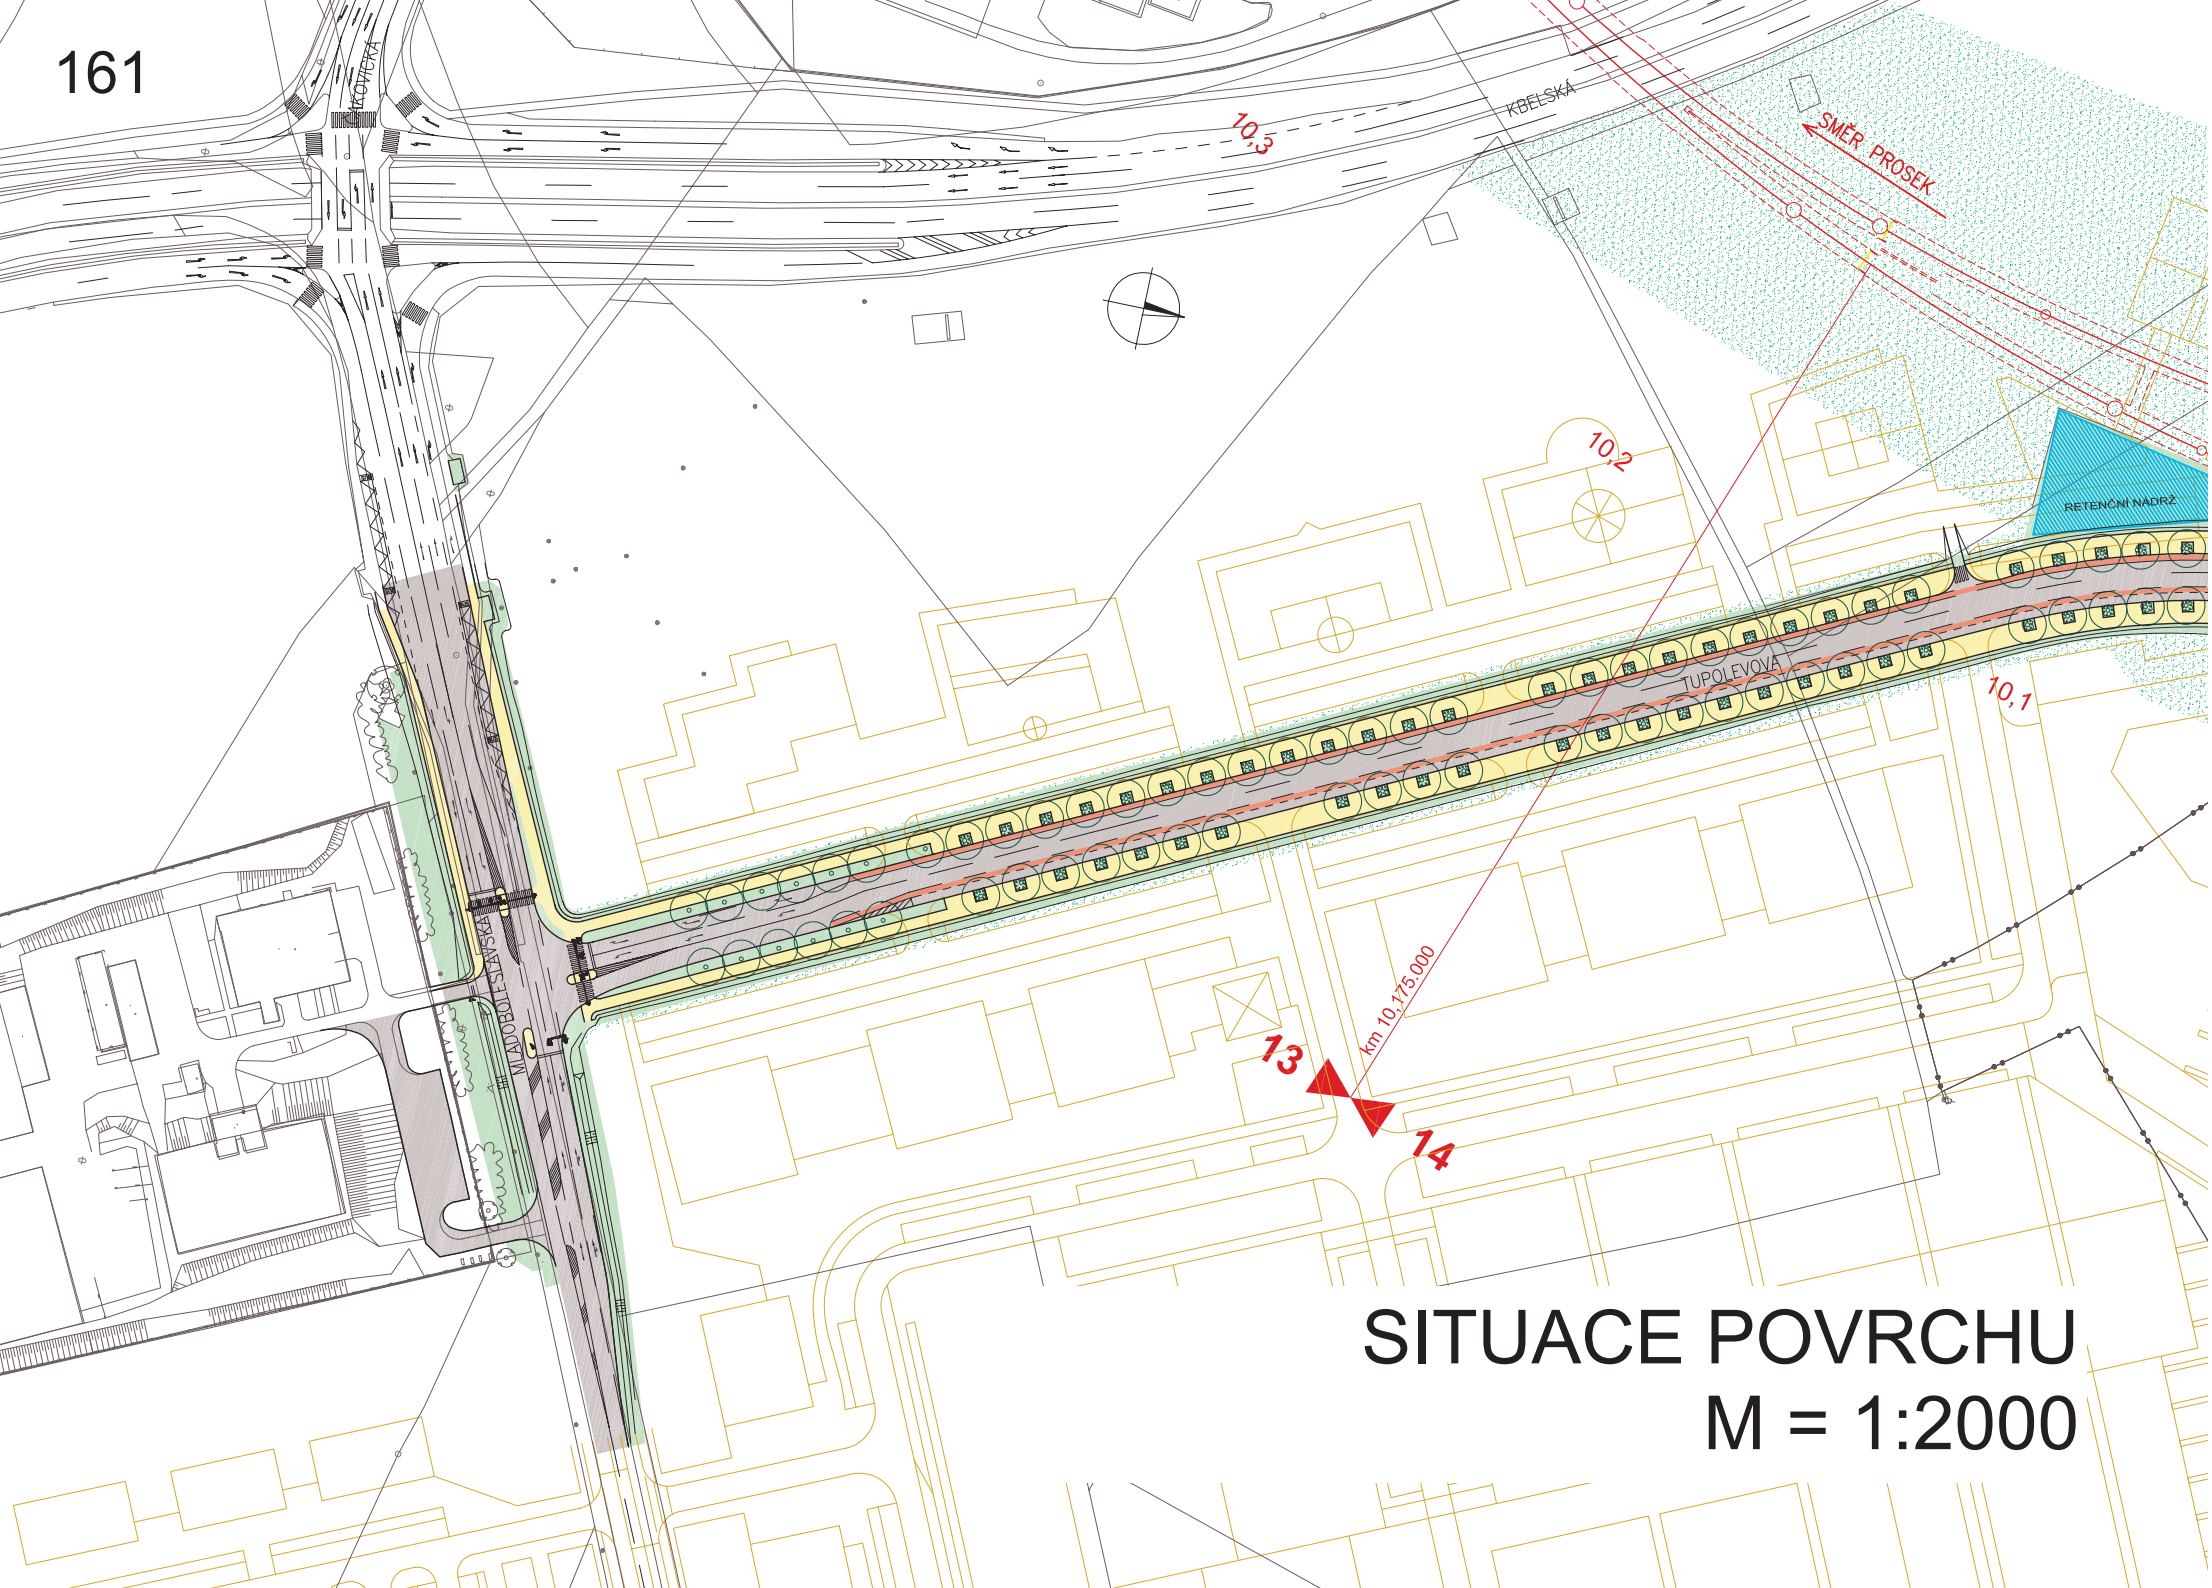 161
KBELSKÁ
10,3
SMĚR PROSEK
10,2
RETENČNÍ NÁDRŽ
TUPOLEVOVA
10,1
MLADOBOLESLAVSKÁ
km 10,175.000
13
14
SITUACE POVRCHU
M = 1:2000